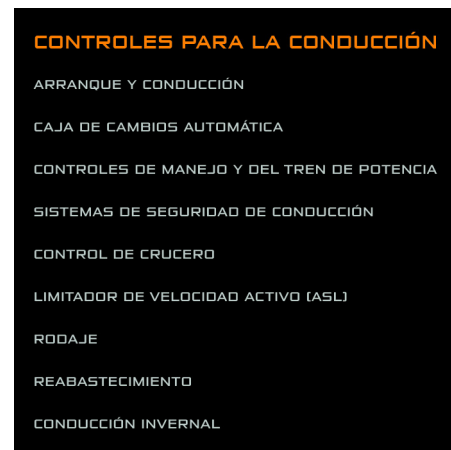 CONTROLES PARA LA CONDUCCIÓN
ARRANQUE Y CONDUCCIÓN
CAJA DE CAMBIOS AUTOMÁTICA
CONTROLES DE MANEJO Y DEL TREN DE POTENCIA
SISTEMAS DE SEGURIDAD DE CONDUCCIÓN
CONTROL DE CRUCERO
LIMITADOR DE VELOCIDAD ACTIVO (ASL)
RODAJE
REABASTECIMIENTO
CONDUCCIÓN INVERNAL